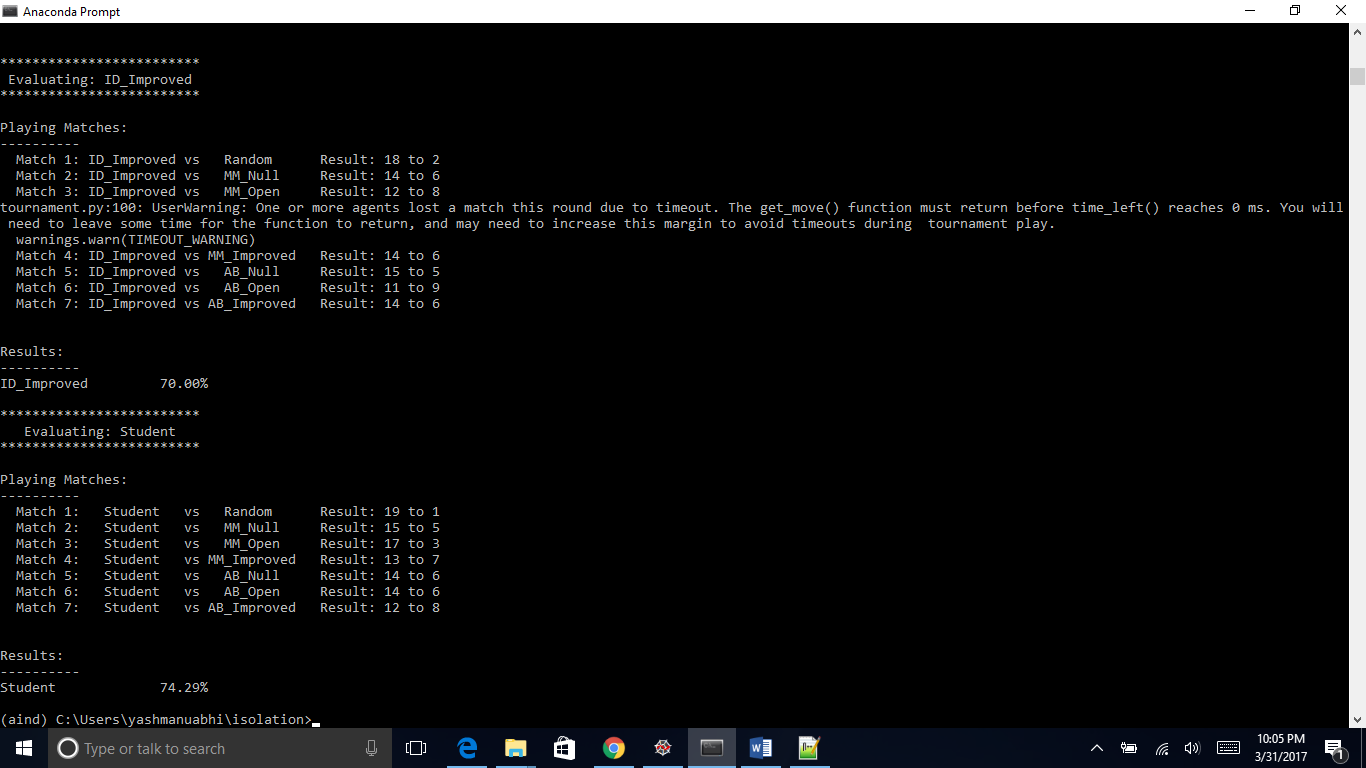 Anaconda Prompt
**************************
Evaluating: ID_Improved
**************************
Playing Matches:
----------
Match 1: ID_Improved vs Random Result: 18 to 2
Match 2: ID_Improved vs MM_Null Result: 14 to 6
Match 3: ID_Improved vs MM_Open Result: 12 to 8
tournament.py:100: UserWarning: One or more agents lost a match this round due to timeout. The get_move() function must return before time_left() reaches 0 ms. You will
need to leave some time for the function to return, and may need to increase this margin to avoid timeouts during  tournament play.
warnings.warn(TIMEOUT_WARNING)
Match 4: ID_Improved vs MM_Improved Result: 14 to 6
Match 5: ID_Improved vs AB_Null Result: 15 to 5
Match 6: ID_Improved vs AB_Open Result: 11 to 9
Match 7: ID_Improved vs AB_Improved Result: 14 to 6
Results:
----------
ID_Improved 70.00%
**************************
Evaluating: Student
**************************
Playing Matches:
----------
Match 1: Student vs Random Result: 19 to 1
Match 2: Student vs MM_Null Result: 15 to 5
Match 3: Student vs MM_Open Result: 17 to 3
Match 4: Student vs MM_Improved Result: 13 to 7
Match 5: Student vs AB_Null Result: 14 to 6
Match 6: Student vs AB_Open Result: 14 to 6
Match 7: Student vs AB_Improved Result: 12 to 8
Results:
----------
Student 74.29%
(aind) C:\Users\yashmanuabhi\isolation>
Type or talk to search
10:05 PM
3/31/2017
1